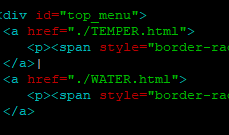 <div id="top_menu">
<a href="./TEMPER.html">
<p><span style="border-ra
</a>
<a href="./WATER.html">
<p><span style="border-ra
</a>